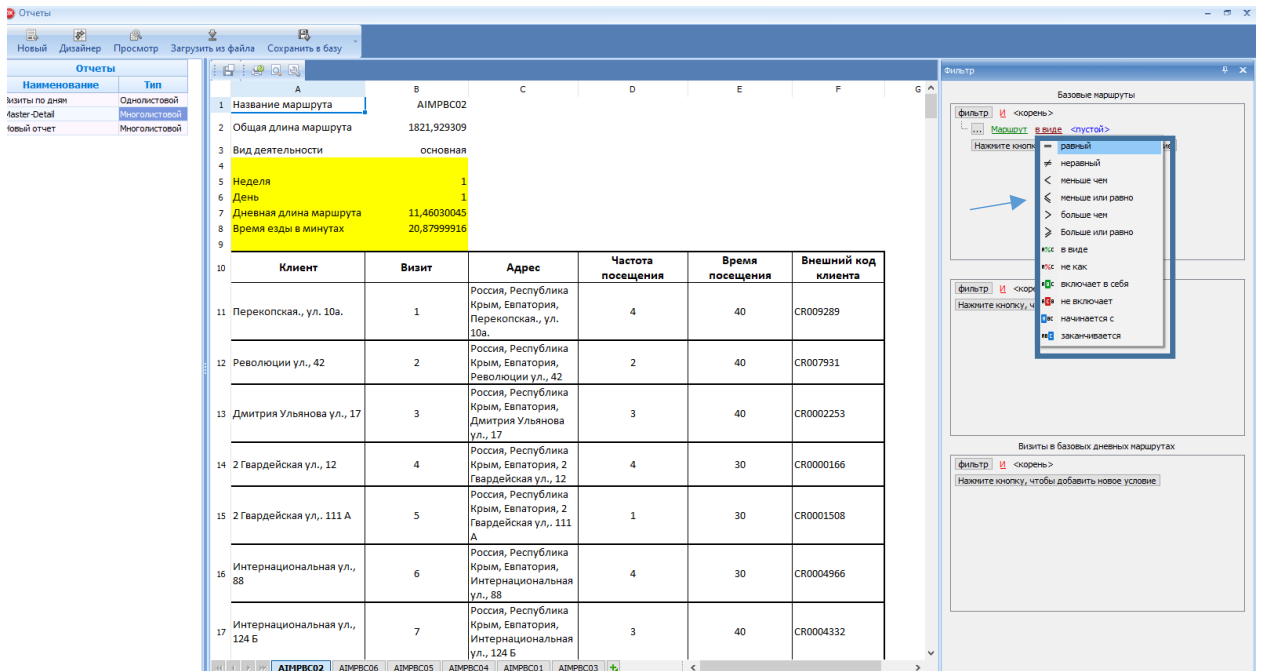 Отчеты
Новый Дизайнер Просмотр Загрузить из файла Сохранить в базу
Отчеты
Наименование Тип
Визиты по дням Однолистовой
Master-Detail Многолистовой
Новый отчет Многолистовой
A B C D E F G
1 Название маршрута AIMPBC02
2 Общая длина маршрута 1821,929309
3 Вид деятельности основная
4
5 Неделя 1
6 День 1
7 Дневная длина маршрута 11,46030045
8 Время езды в минутах 20,87999916
9
10 Клиент Визит Адрес Частота посещения Время посещения Внешний код клиента
11 Перекопская., ул. 10а. 1 Россия, Республика Крым, Евпатория, Перекопская., ул. 10а. 4 40 CR009289
12 Революции ул., 42 2 Россия, Республика Крым, Евпатория, Революции ул., 42 2 40 CR007931
13 Дмитрия Ульянова ул., 17 3 Россия, Республика Крым, Евпатория, Дмитрия Ульянова ул., 17 3 40 CR0002253
14 2 Гвардейская ул., 12 4 Россия, Республика Крым, Евпатория, 2 Гвардейская ул., 12 4 30 CR0000166
15 2 Гвардейская ул,. 111 А 5 Россия, Республика Крым, Евпатория, 2 Гвардейская ул,. 111 А 1 30 CR0001508
16 Интернациональная ул., 88 6 Россия, Республика Крым, Евпатория, Интернациональная ул., 88 4 30 CR0004966
17 Интернациональная ул., 124 Б 7 Россия, Республика Крым, Евпатория, Интернациональная ул., 124 Б 3 40 CR0004332
AIMPBC02 AIMPBC06 AIMPBC05 AIMPBC04 AIMPBC01 AIMPBC03
Фильтр
Базовые маршруты
фильтр И <корень>
... Маршрут в виде <пустой>
Нажмите кнопк ие
= равный
≠ неравный
< меньше чем
⩽ меньше или равно
> больше чем
⩾ Больше или равно
в виде
не как
включает в себя
не включает
начинается с
заканчивается
фильтр И <коре
Нажмите кнопку, ч
Визиты в базовых дневных маршрутах
фильтр И <корень>
Нажмите кнопку, чтобы добавить новое условие